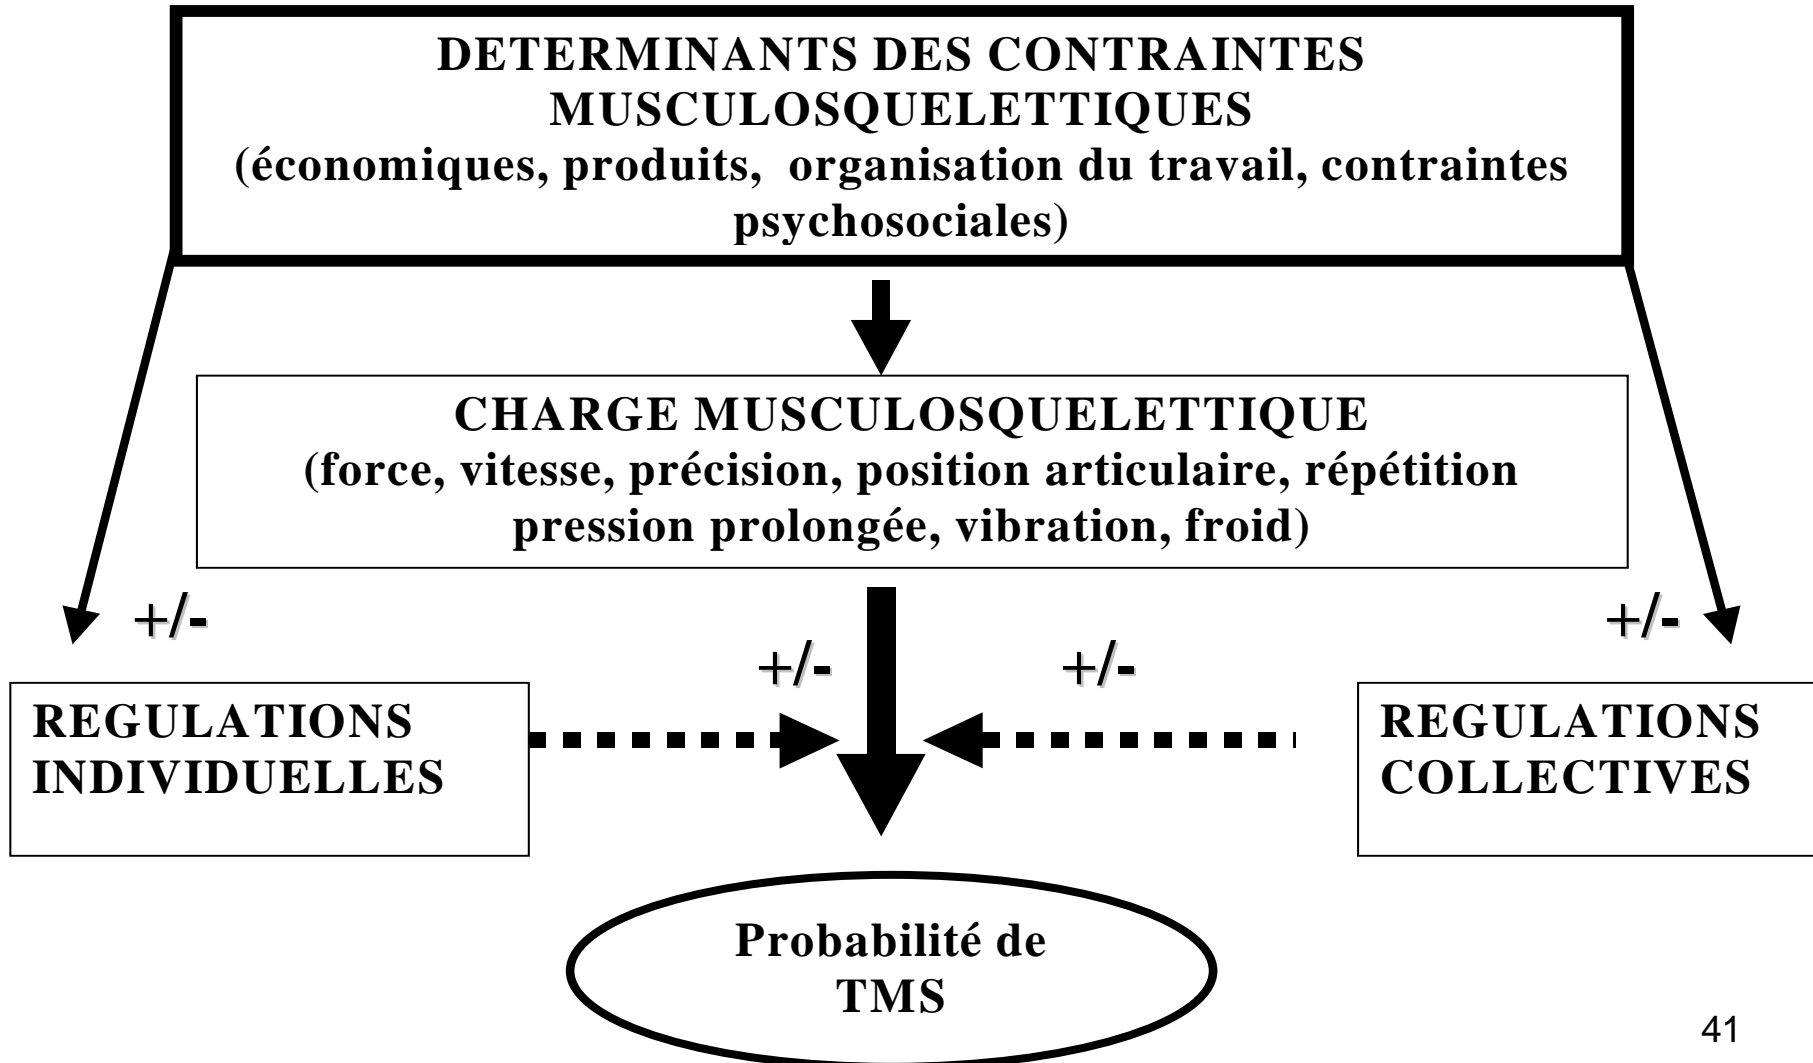 DETERMINANTS DES CONTRAINTES
MUSCULOSQUELETTIQUES
(économiques, produits, organisation du travail, contraintes
psychosociales)
CHARGE MUSCULOSQUELETTIQUE
(force, vitesse, précision, position articulaire, répétition
pression prolongée, vibration, froid)
+/-
+/-
+/-
+/-
REGULATIONS
INDIVIDUELLES
REGULATIONS
COLLECTIVES
Probabilité de
TMS
41